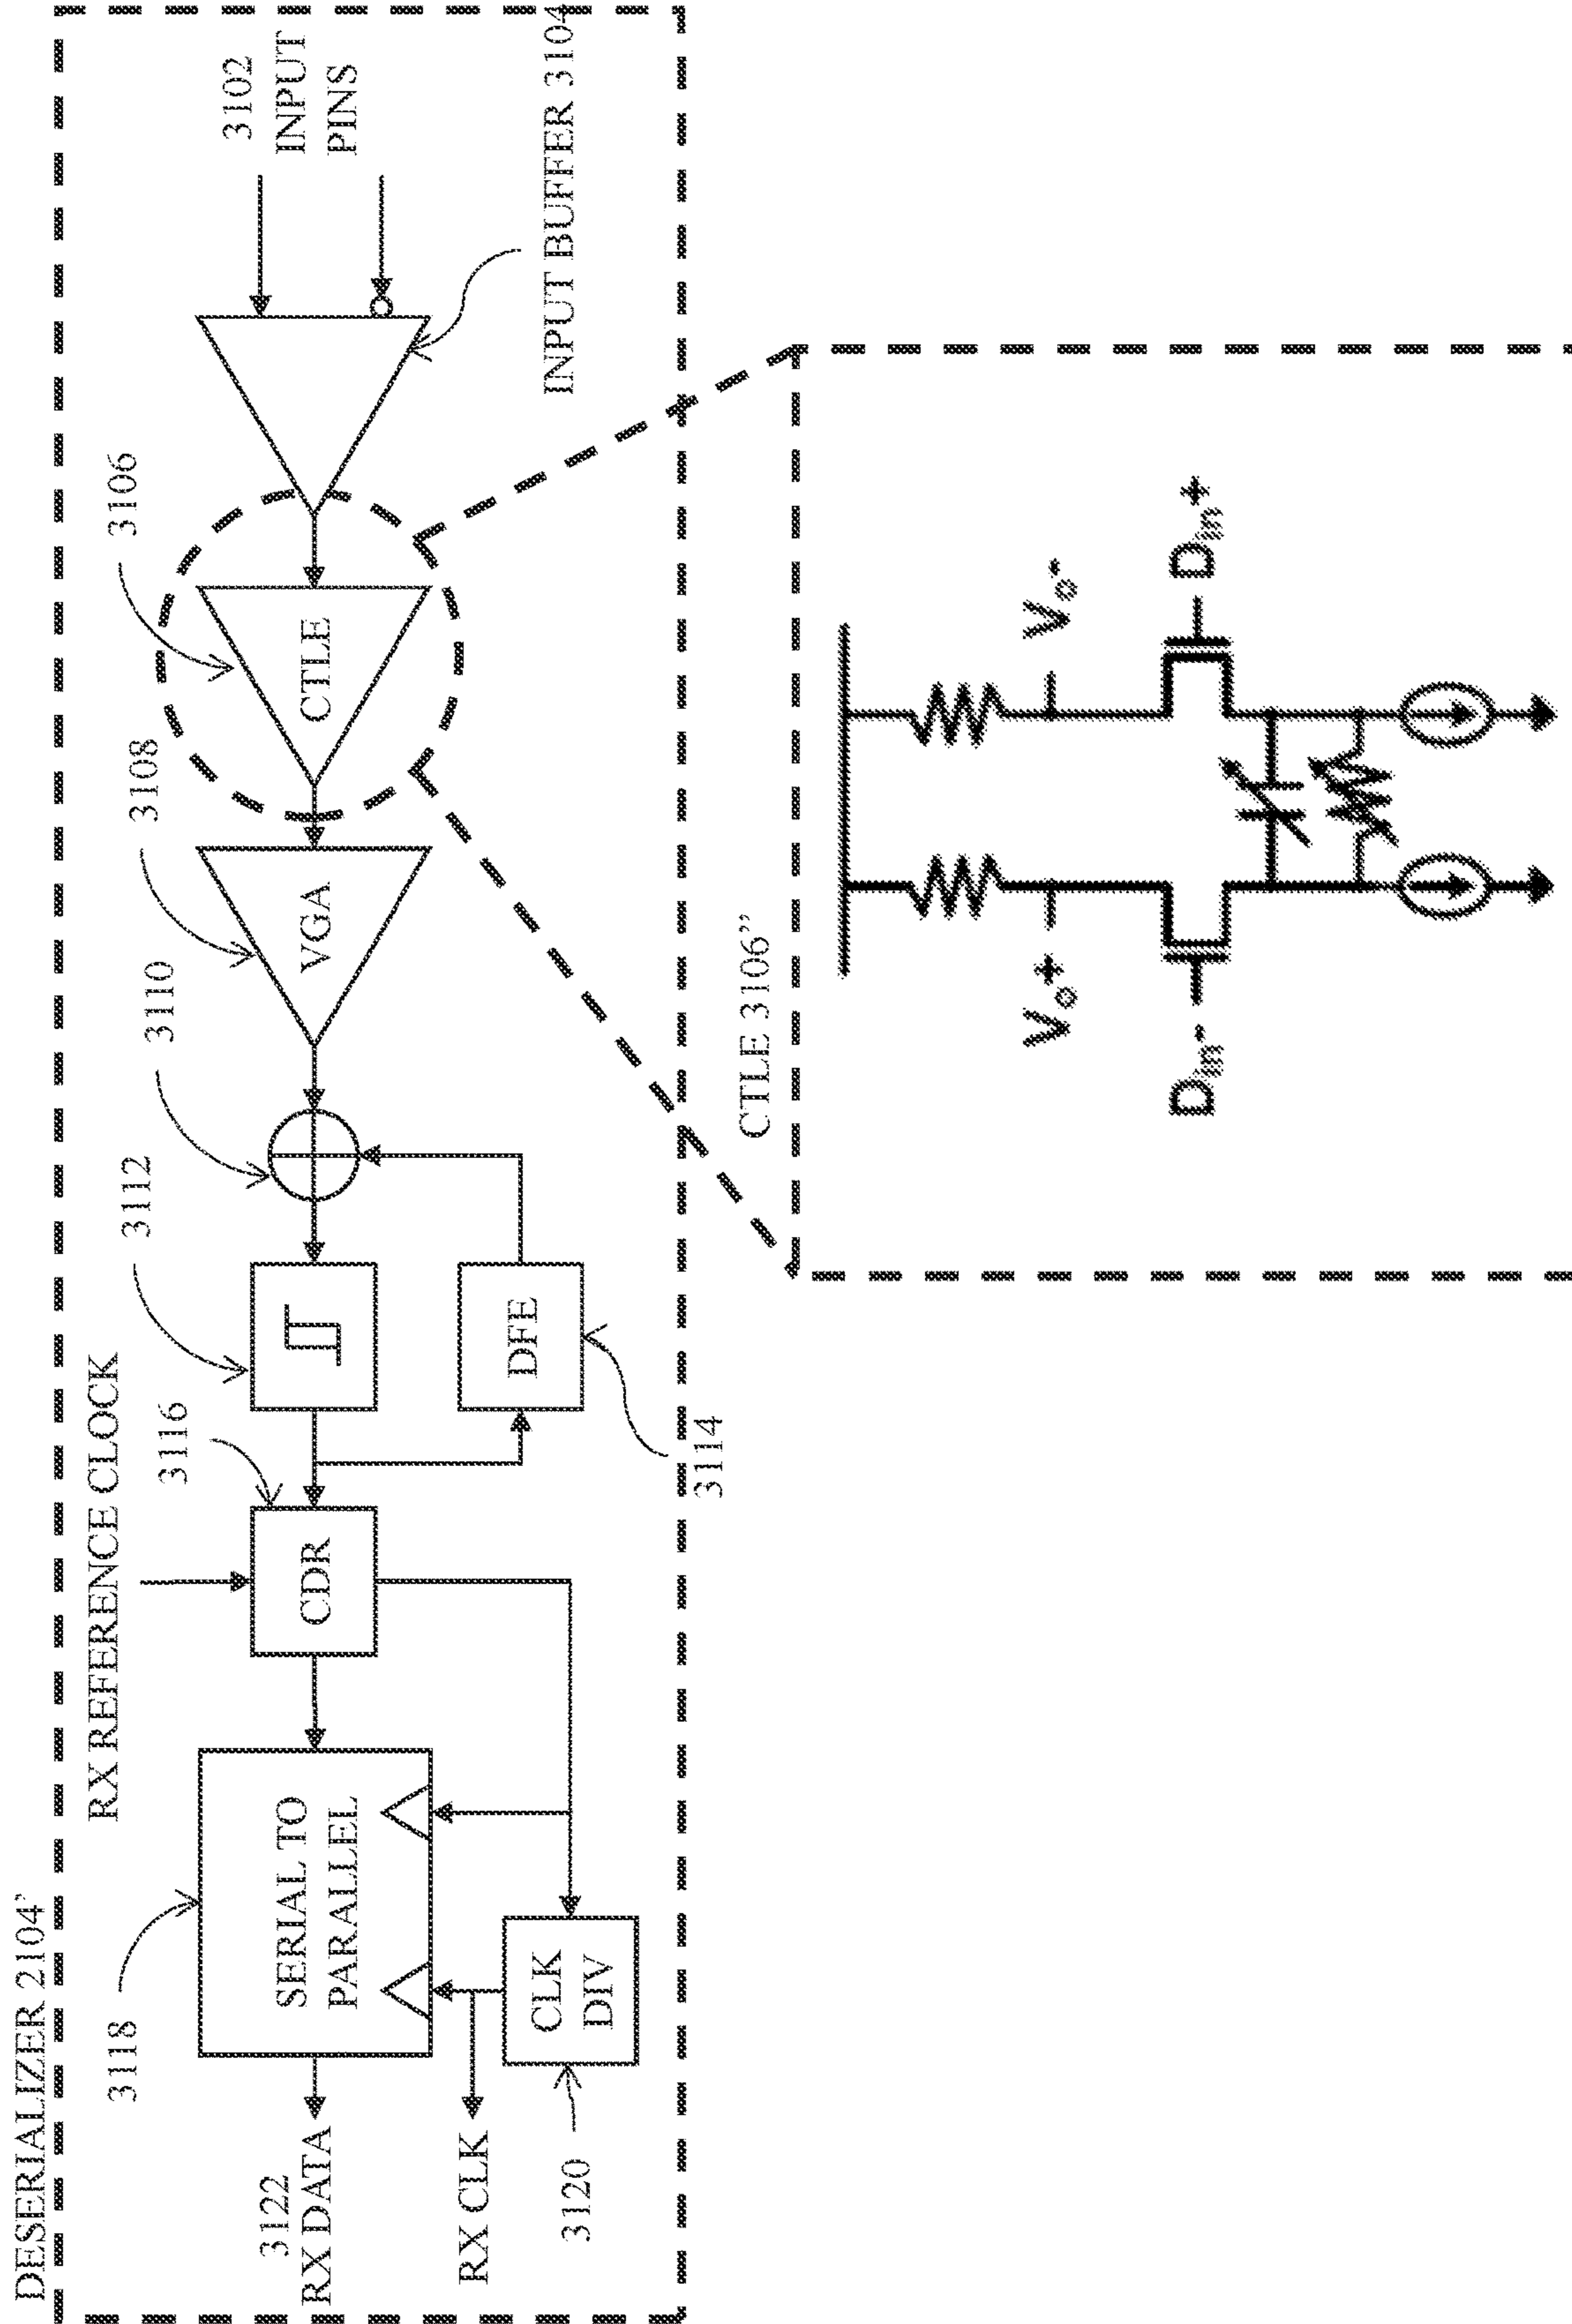 DESERIALIZER 2104’
RX REFERENCE CLOCK
3118
3116
3112
3110
3108
3106
3102
INPUT
PINS
3122
RX DATA
SERIAL TO
PARALLEL
CDR
VGA
CTLE
RX CLK
CLK
DIV
DFE
3120
3114
INPUT BUFFER 3104
CTLE 3106”
Vo+
Vo-
Din-
Din+